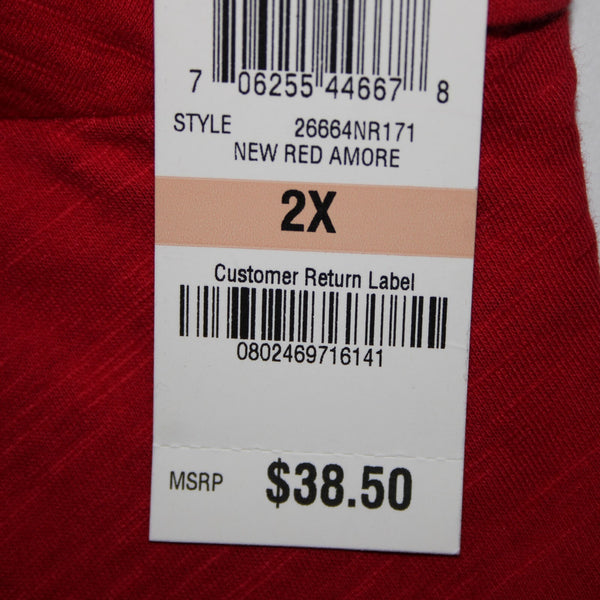 7 06255 44667 8
STYLE 26664NR171
NEW RED AMORE
2X
Customer Return Label
0802469716141
MSRP $38.50